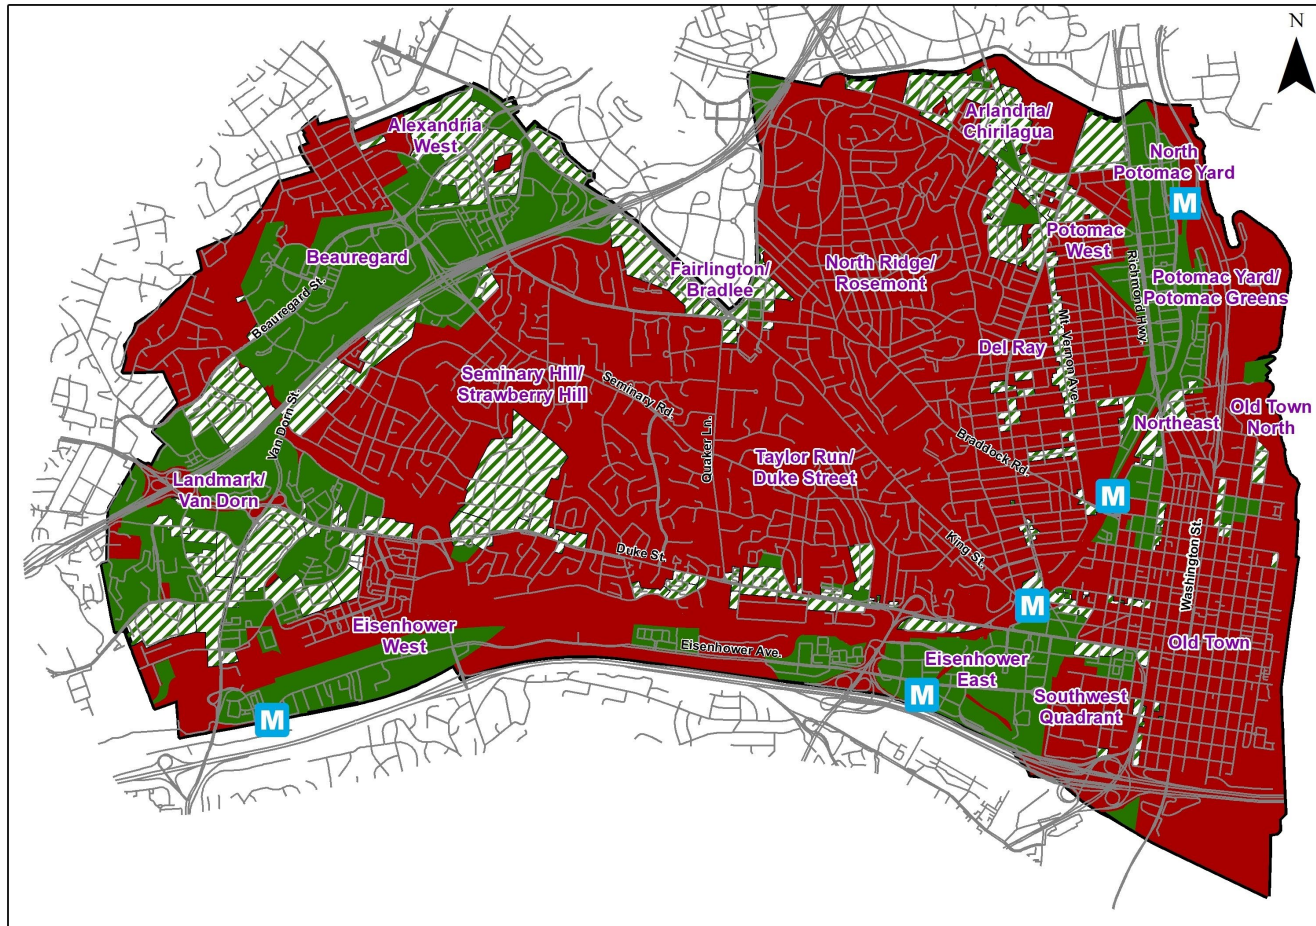 N
Alexandria
West
Arlandria/
Chirilagua
North
Potomac Yard
M
Beauregard
Beauregard St.
Fairlington/
Bradlee
North Ridge/
Rosemont
Potomac
West
Richmond Hwy
Potomac Yard/
Potomac Greens
Del Ray
Mt. Vernon Ave.
Seminary Hill/
Strawberry Hill
Seminary Rd.
Van Dorn St.
Quaker Ln.
Northeast
Old Town
North
Landmark/
Van Dorn
Taylor Run/
Duke Street
Braddock Rd.
M
King St.
Duke St.
Washington St.
M
Eisenhower
West
Eisenhower Ave.
Old Town
Eisenhower
East
M
Southwest
Quadrant
M